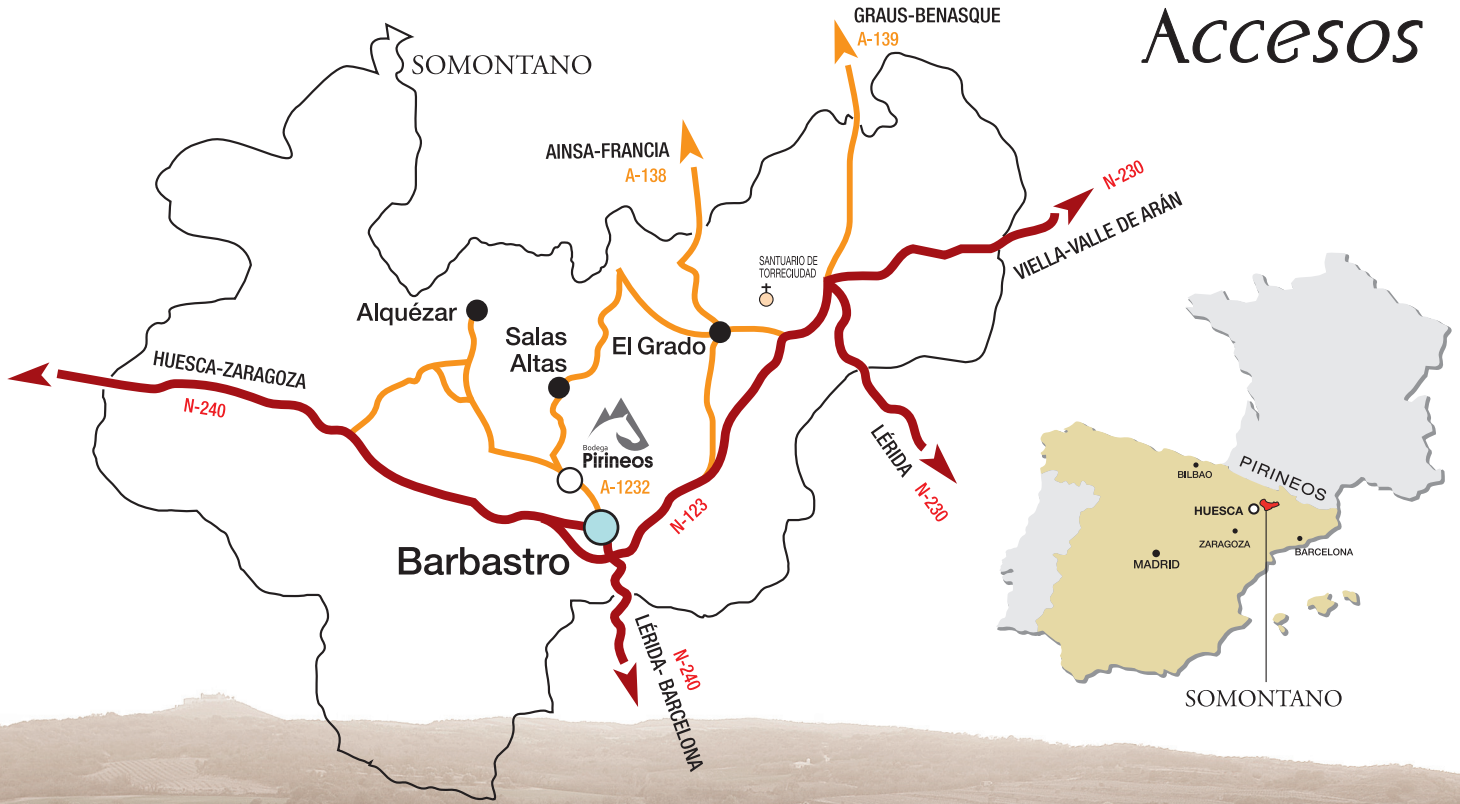 Accesos
GRAUS-BENASQUE
A-139
SOMONTANO
AINSA-FRANCIA
A-138
N-230
VIELLA-VALLE DE ARÁN
SANTUARIO DE
TORRECIUDAD
Alquézar
Salas
Altas
El Grado
HUESCA-ZARAGOZA
N-240
Bodega
Pirineos
A-1232
LÉRIDA
N-230
N-123
Barbastro
LÉRIDA- BARCELONA
N-240
BILBAO
PIRINEOS
HUESCA
ZARAGOZA
BARCELONA
MADRID
SOMONTANO